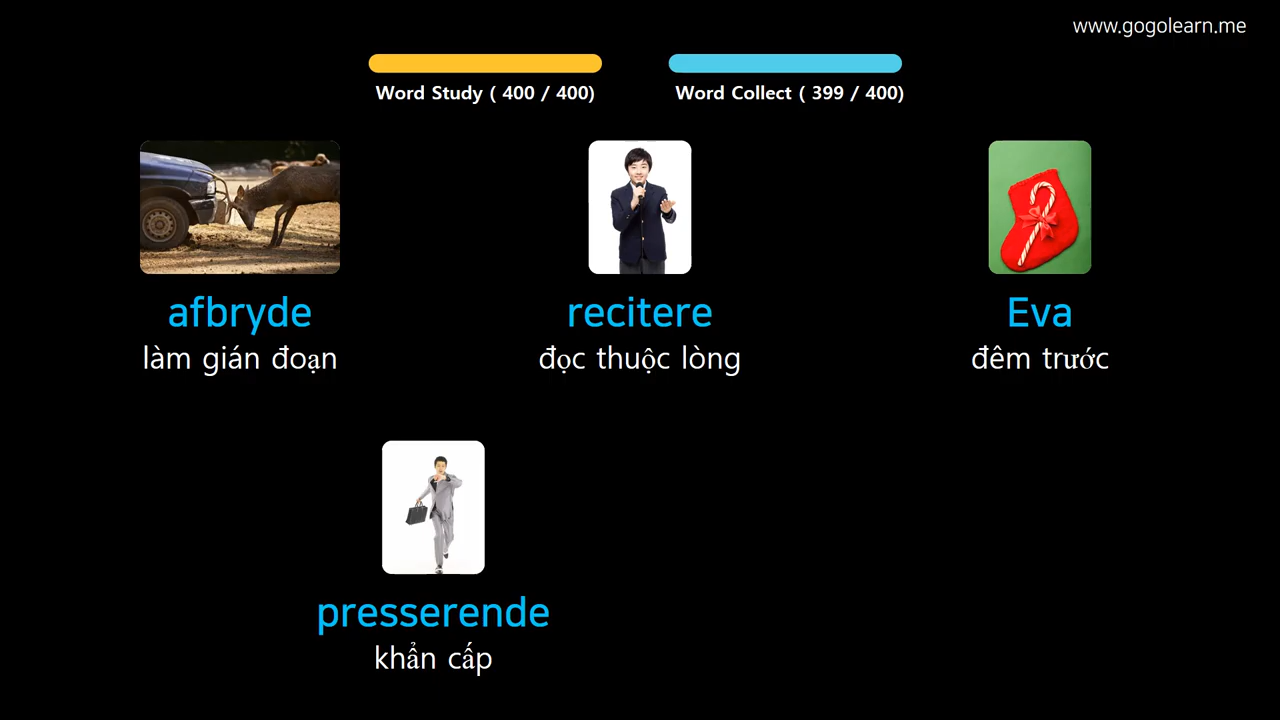 www.gogolearn.me
Word Study ( 400 / 400)
Word Collect ( 399 / 400)
afbryde
làm gián đoạn
recitere
đọc thuộc lòng
Eva
đêm trước
presserende
khẩn cấp